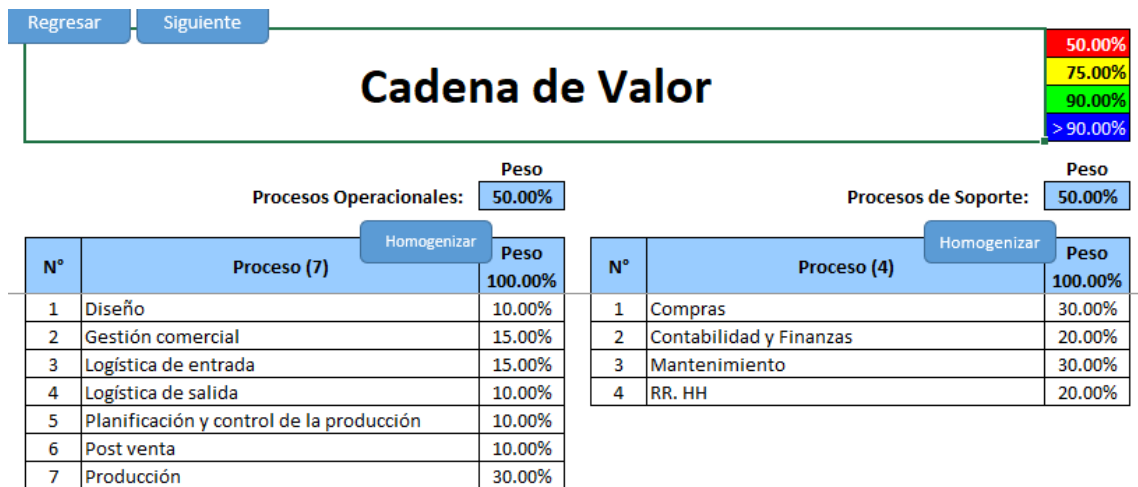 Regresar Siguiente
Cadena de Valor
50.00%
75.00%
90.00%
> 90.00%
Peso
Procesos Operacionales: 50.00%
Peso
Procesos de Soporte: 50.00%
Homogenizar
N° Proceso (7) Peso
100.00%
1 Diseño 10.00%
2 Gestión comercial 15.00%
3 Logística de entrada 15.00%
4 Logística de salida 10.00%
5 Planificación y control de la producción 10.00%
6 Post venta 10.00%
7 Producción 30.00%
Homogenizar
N° Proceso (4) Peso
100.00%
1 Compras 30.00%
2 Contabilidad y Finanzas 20.00%
3 Mantenimiento 30.00%
4 RR. HH 20.00%